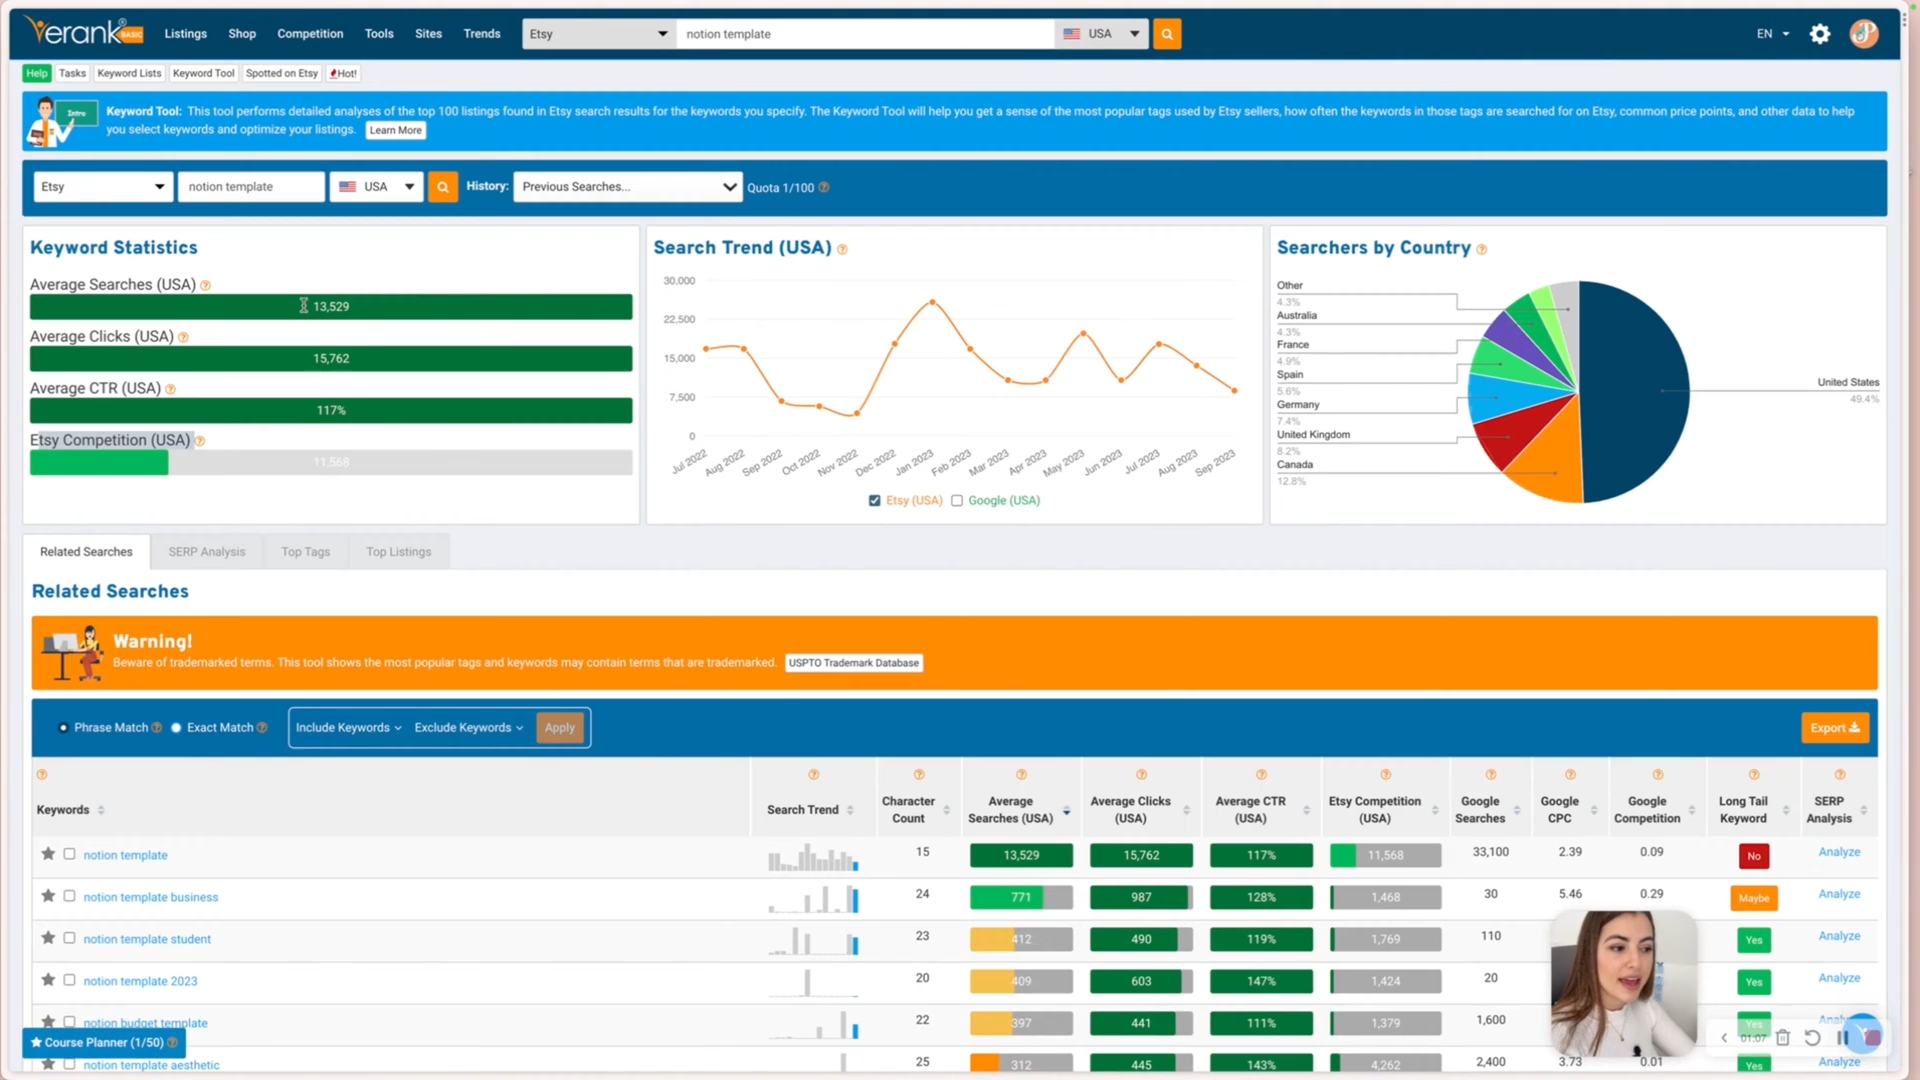 erank BASIC
Listings Shop Competition Tools Sites Trends
Etsy notion template USA
EN
Help Tasks Keyword Lists Keyword Tool Spotted on Etsy Hot!
Intro
Keyword Tool: This tool performs detailed analyses of the top 100 listings found in Etsy search results for the keywords you specify. The Keyword Tool will help you get a sense of the most popular tags used by Etsy sellers, how often the keywords in those tags are searched for on Etsy, common price points, and other data to help
you select keywords and optimize your listings. Learn More
Etsy notion template USA History: Previous Searches... Quota 1/100
Keyword Statistics
Average Searches (USA)
13,529
Average Clicks (USA)
15,762
Average CTR (USA)
117%
Etsy Competition (USA)
11,568
Search Trend (USA)
30,000
22,500
15,000
7,500
0
Jul 2022 Aug 2022 Sep 2022 Oct 2022 Nov 2022 Dec 2022 Jan 2023 Feb 2023 Mar 2023 Apr 2023 May 2023 Jun 2023 Jul 2023 Aug 2023 Sep 2023
Etsy (USA) Google (USA)
Searchers by Country
Other
4.3%
Australia
4.3%
France
4.9%
Spain
5.6%
Germany
7.4%
United Kingdom
8.2%
Canada
12.8%
United States
49.4%
Related Searches SERP Analysis Top Tags Top Listings
Related Searches
Warning!
Beware of trademarked terms. This tool shows the most popular tags and keywords may contain terms that are trademarked. USPTO Trademark Database
Phrase Match Exact Match Include Keywords Exclude Keywords Apply Export
Keywords Search Trend Character Count Average Searches (USA) Average Clicks (USA) Average CTR (USA) Etsy Competition (USA) Google Searches Google CPC Google Competition Long Tail Keyword SERP Analysis
notion template 15 13,529 15,762 117% 11,568 33,100 2.39 0.09 No Analyze
notion template business 24 771 987 128% 1,468 30 5.46 0.29 Maybe Analyze
notion template student 23 412 490 119% 1,769 110 Yes Analyze
notion template 2023 20 409 603 147% 1,424 20 Yes Analyze
notion budget template 22 397 441 111% 1,379 1,600 Yes
notion template aesthetic 25 312 445 143% 4,262 2,400 3.73 0.01 Yes Analyze
Course Planner (1/50)
01:07